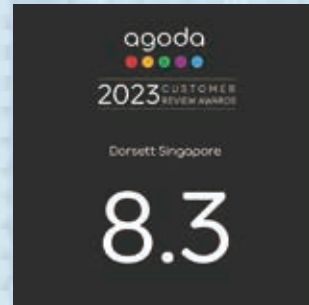 agoda
2023 CUSTOMER
REVIEW AWARDS
Dorsett Singapore
8.3